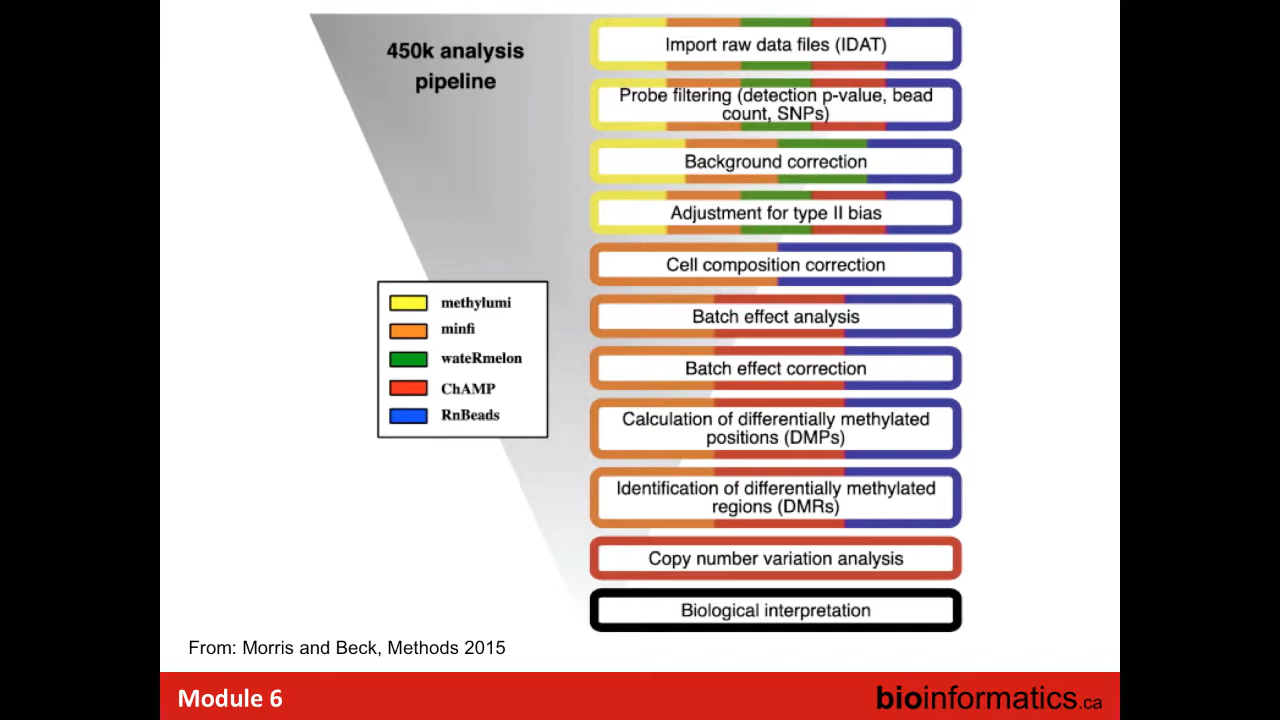 450k analysis
pipeline
Import raw data files (IDAT)
Probe filtering (detection p-value, bead
count, SNPs)
Background correction
Adjustment for type II bias
Cell composition correction
Batch effect analysis
Batch effect correction
Calculation of differentially methylated
positions (DMPs)
Identification of differentially methylated
regions (DMRs)
Copy number variation analysis
Biological interpretation
methylumi
minfi
wateRmelon
ChAMP
RnBeads
From: Morris and Beck, Methods 2015
Module 6
bioinformatics.ca